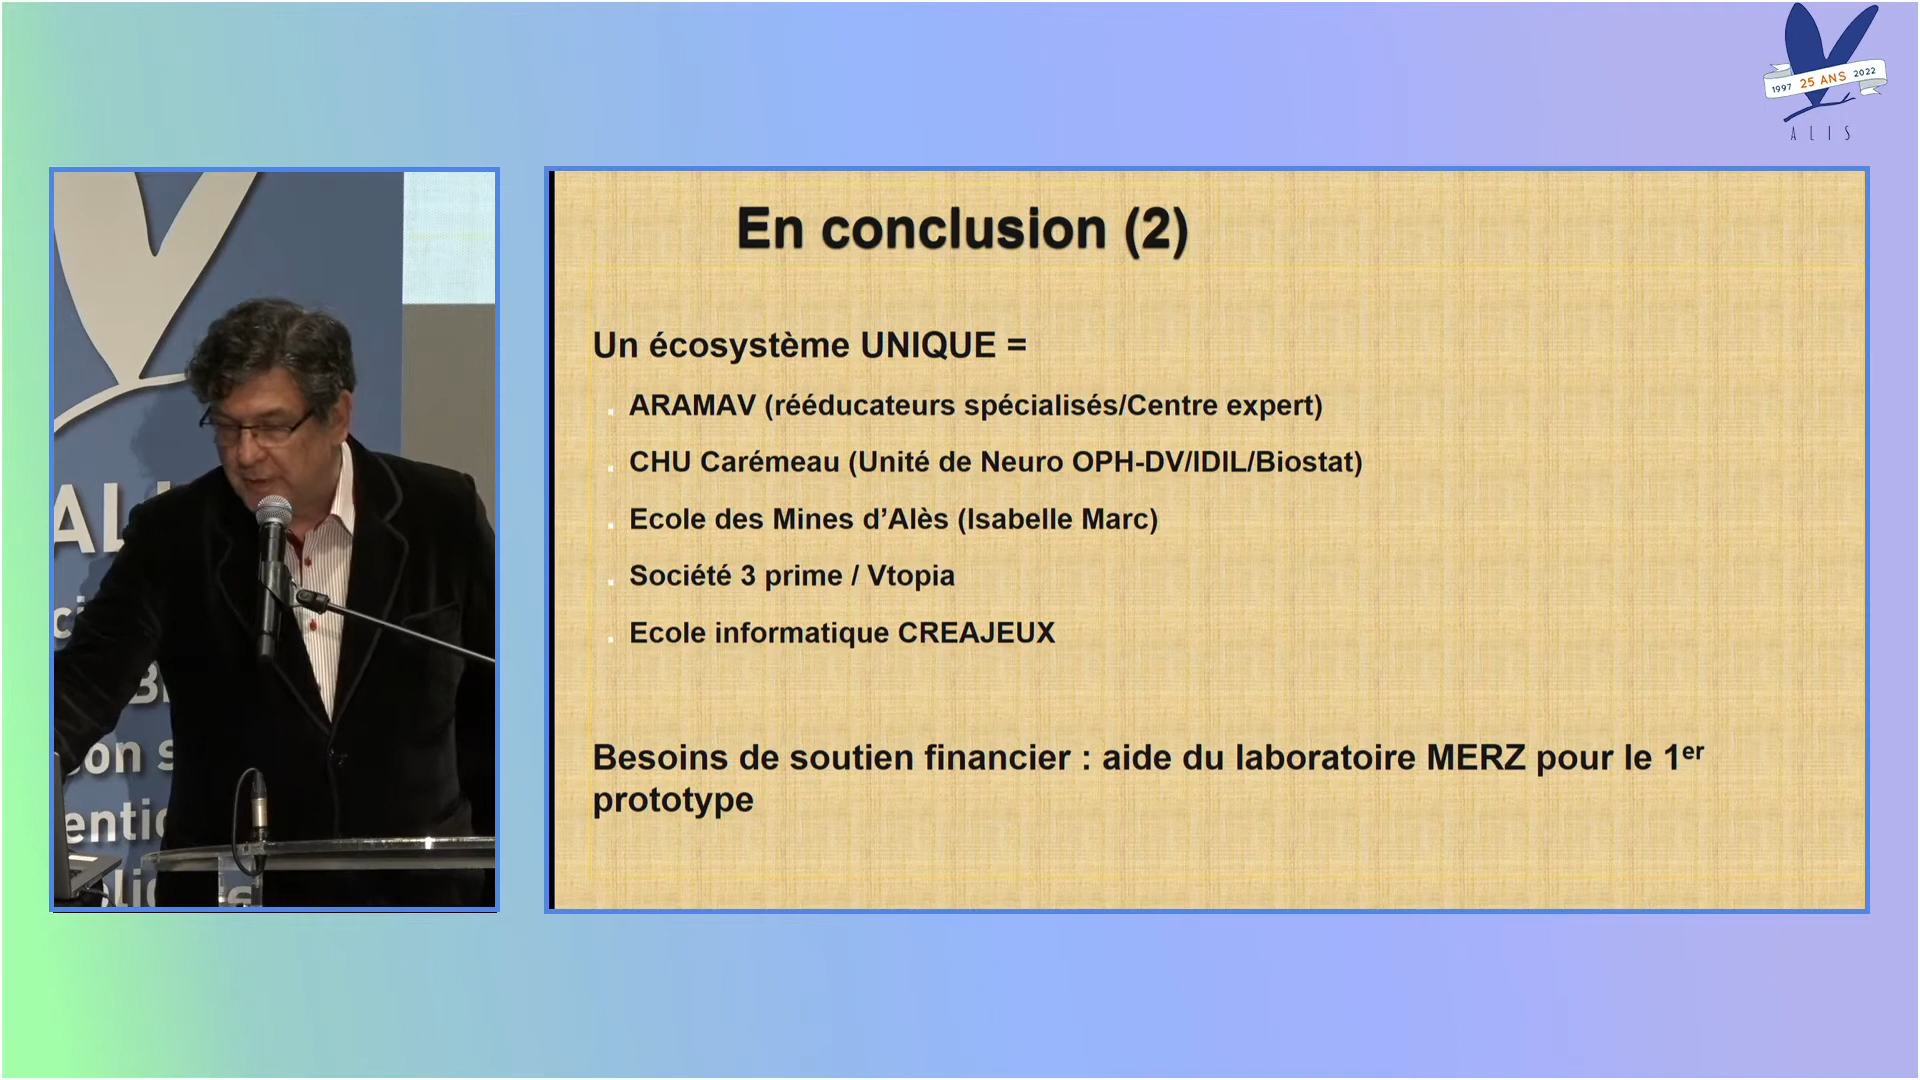 1997 25 ANS 2022
ALIS
En conclusion (2)
Un écosystème UNIQUE =
ARAMAV (rééducateurs spécialisés/Centre expert)
CHU Carémeau (Unité de Neuro OPH-DV/IDIL/Biostat)
Ecole des Mines d’Alès (Isabelle Marc)
Société 3 prime / Vtopia
Ecole informatique CREAJEUX
Besoins de soutien financier : aide du laboratoire MERZ pour le 1er
prototype